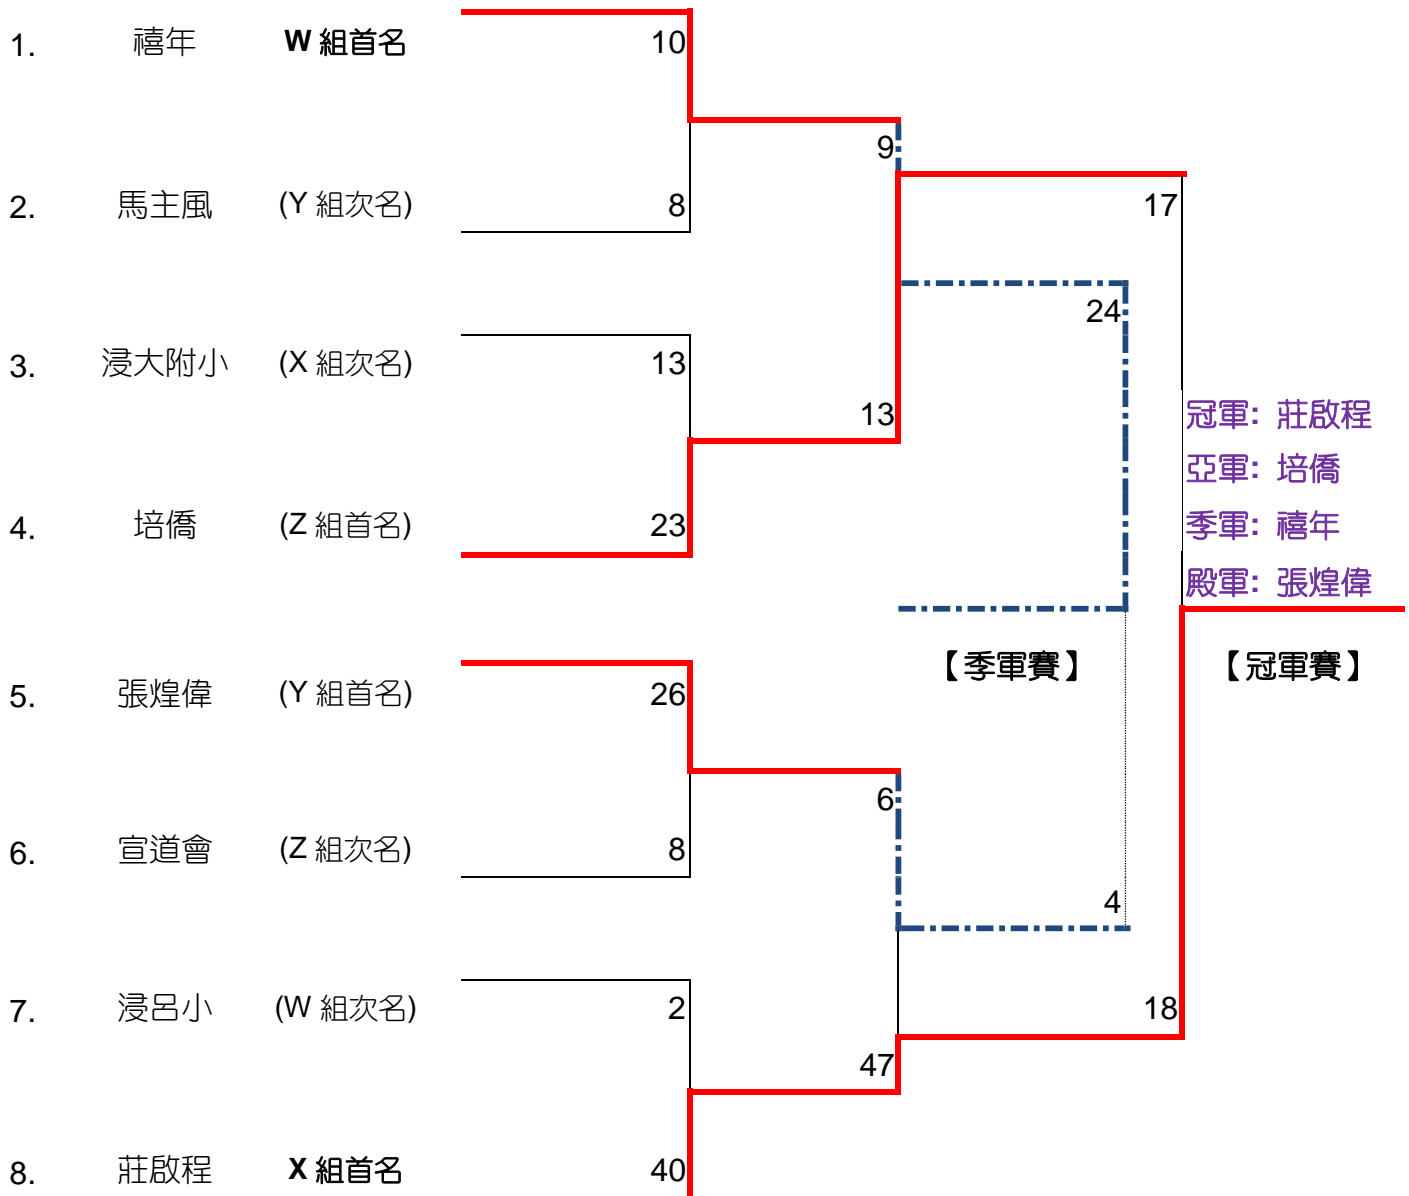 1. 禧年 W 組首名 10
9
2. 馬主風 (Y 組次名) 8 17
24
3. 浸大附小 (X 組次名) 13
13
冠軍: 莊啟程
亞軍: 培僑
4. 培僑 (Z 組首名) 23
季軍: 禧年
殿軍: 張煌偉
【季軍賽】 【冠軍賽】
5. 張煌偉 (Y 組首名) 26
6
6. 宣道會 (Z 組次名) 8
4
7. 浸呂小 (W 組次名) 2 18
47
8. 莊啟程 X 組首名 40